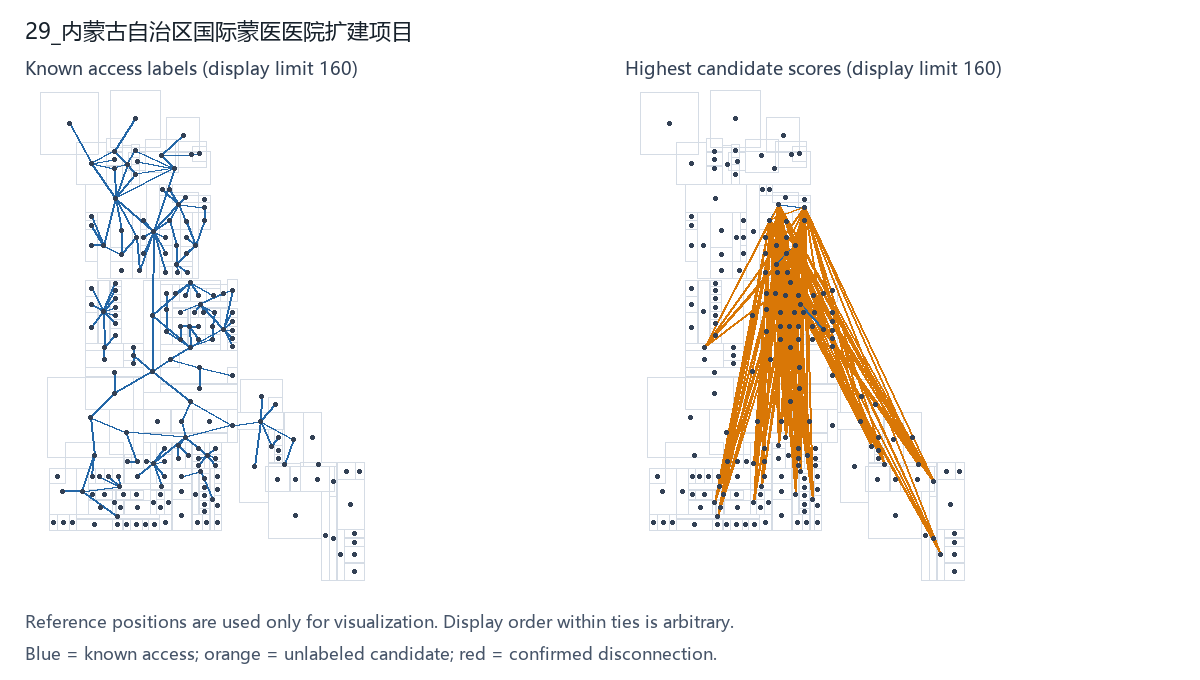 29_内蒙古自治区国际蒙医医院扩建项目
Known access labels (display limit 160)
Highest candidate scores (display limit 160)
Reference positions are used only for visualization. Display order within ties is arbitrary.
Blue = known access; orange = unlabeled candidate; red = confirmed disconnection.